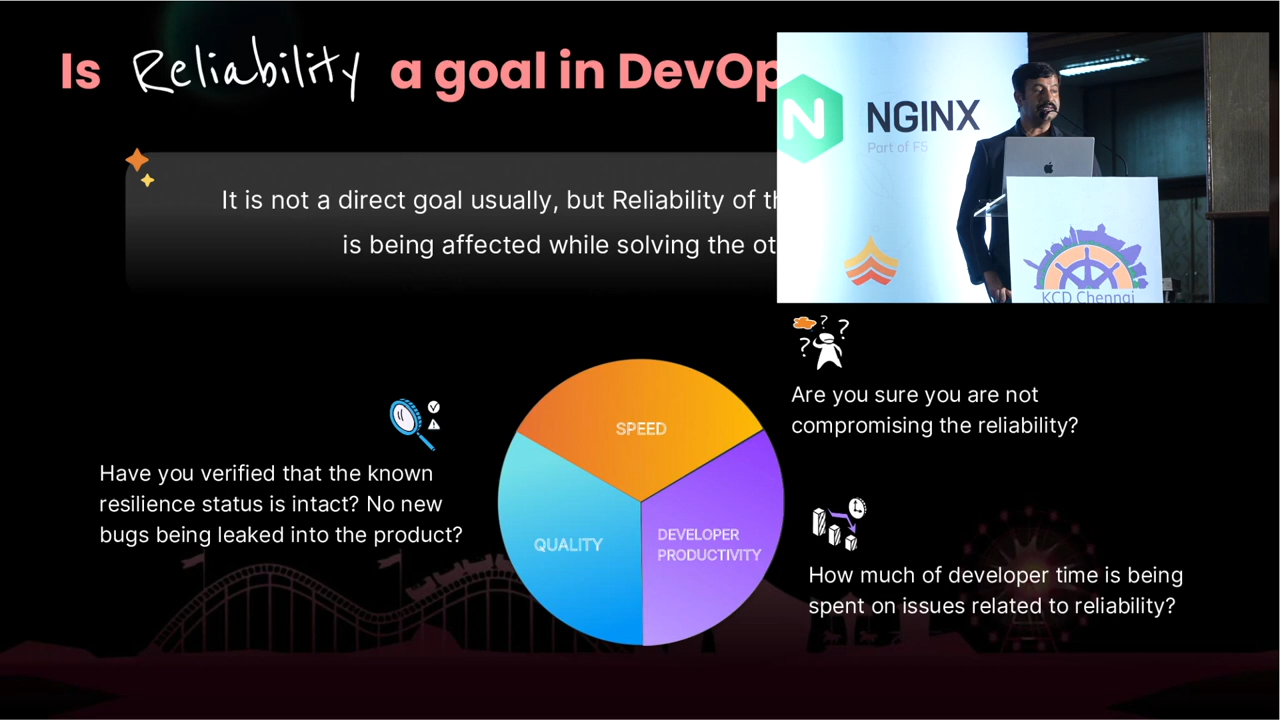 Is Reliability a goal in DevOp
NGINX
Part of F5
It is not a direct goal usually, but Reliability of th
is being affected while solving the ot
KCD Chennai
Are you sure you are not
compromising the reliability?
SPEED
Have you verified that the known
resilience status is intact? No new
bugs being leaked into the product?
QUALITY
DEVELOPER
PRODUCTIVITY
How much of developer time is being
spent on issues related to reliability?